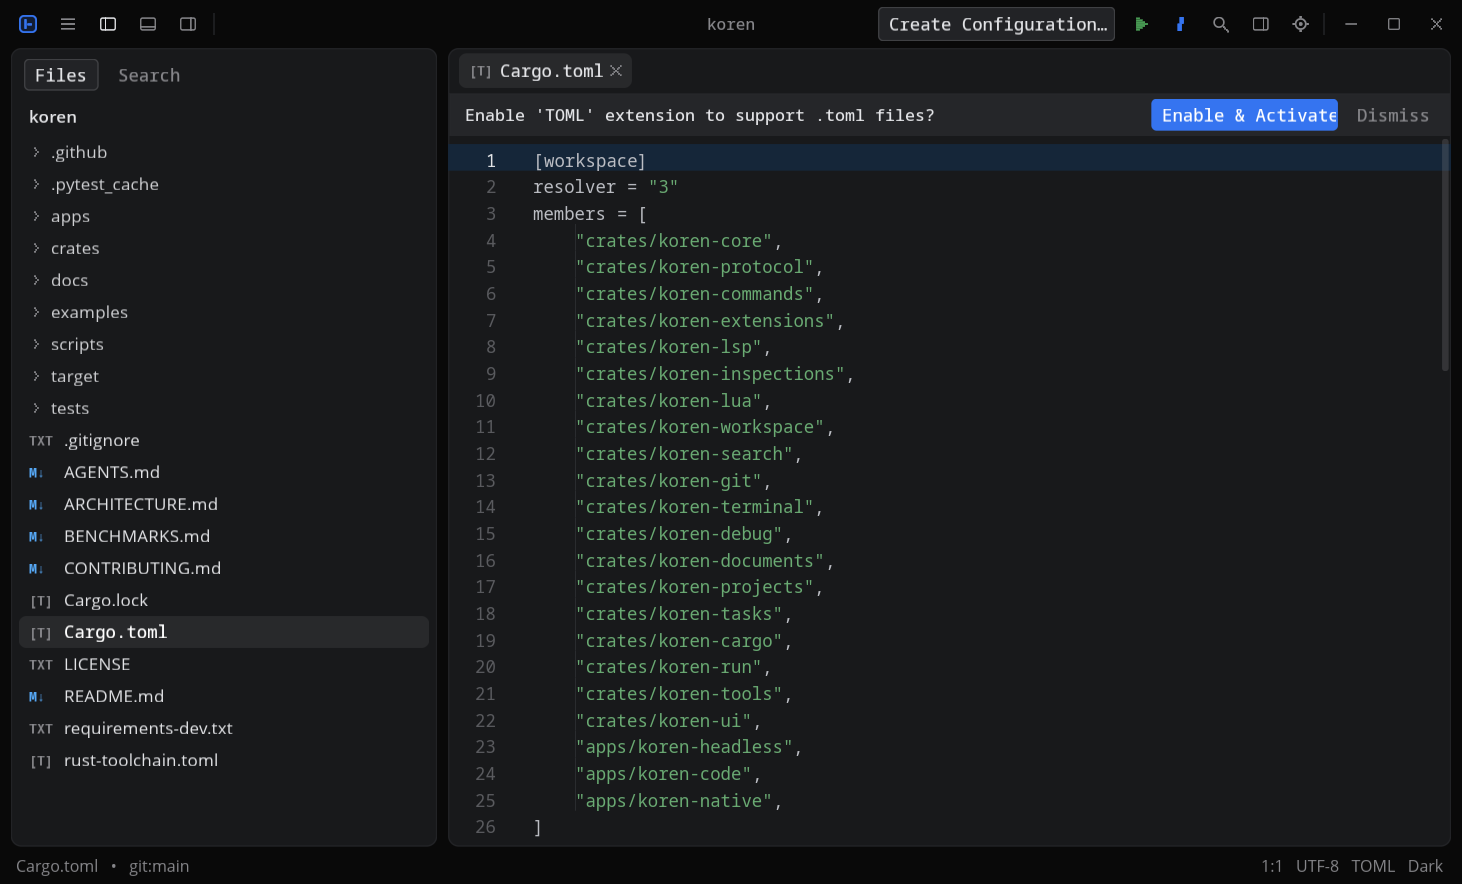 koren
Create Configuration…
Files
Search
koren
.github
.pytest_cache
apps
crates
docs
examples
scripts
target
tests
TXT .gitignore
M↓ AGENTS.md
M↓ ARCHITECTURE.md
M↓ BENCHMARKS.md
M↓ CONTRIBUTING.md
[T] Cargo.lock
[T] Cargo.toml
TXT LICENSE
M↓ README.md
TXT requirements-dev.txt
[T] rust-toolchain.toml
[T] Cargo.toml
Enable 'TOML' extension to support .toml files?
Enable & Activate
Dismiss
1 [workspace]
2 resolver = "3"
3 members = [
4 "crates/koren-core",
5 "crates/koren-protocol",
6 "crates/koren-commands",
7 "crates/koren-extensions",
8 "crates/koren-lsp",
9 "crates/koren-inspections",
10 "crates/koren-lua",
11 "crates/koren-workspace",
12 "crates/koren-search",
13 "crates/koren-git",
14 "crates/koren-terminal",
15 "crates/koren-debug",
16 "crates/koren-documents",
17 "crates/koren-projects",
18 "crates/koren-tasks",
19 "crates/koren-cargo",
20 "crates/koren-run",
21 "crates/koren-tools",
22 "crates/koren-ui",
23 "apps/koren-headless",
24 "apps/koren-code",
25 "apps/koren-native",
26 ]
Cargo.toml • git:main
1:1 UTF-8 TOML Dark